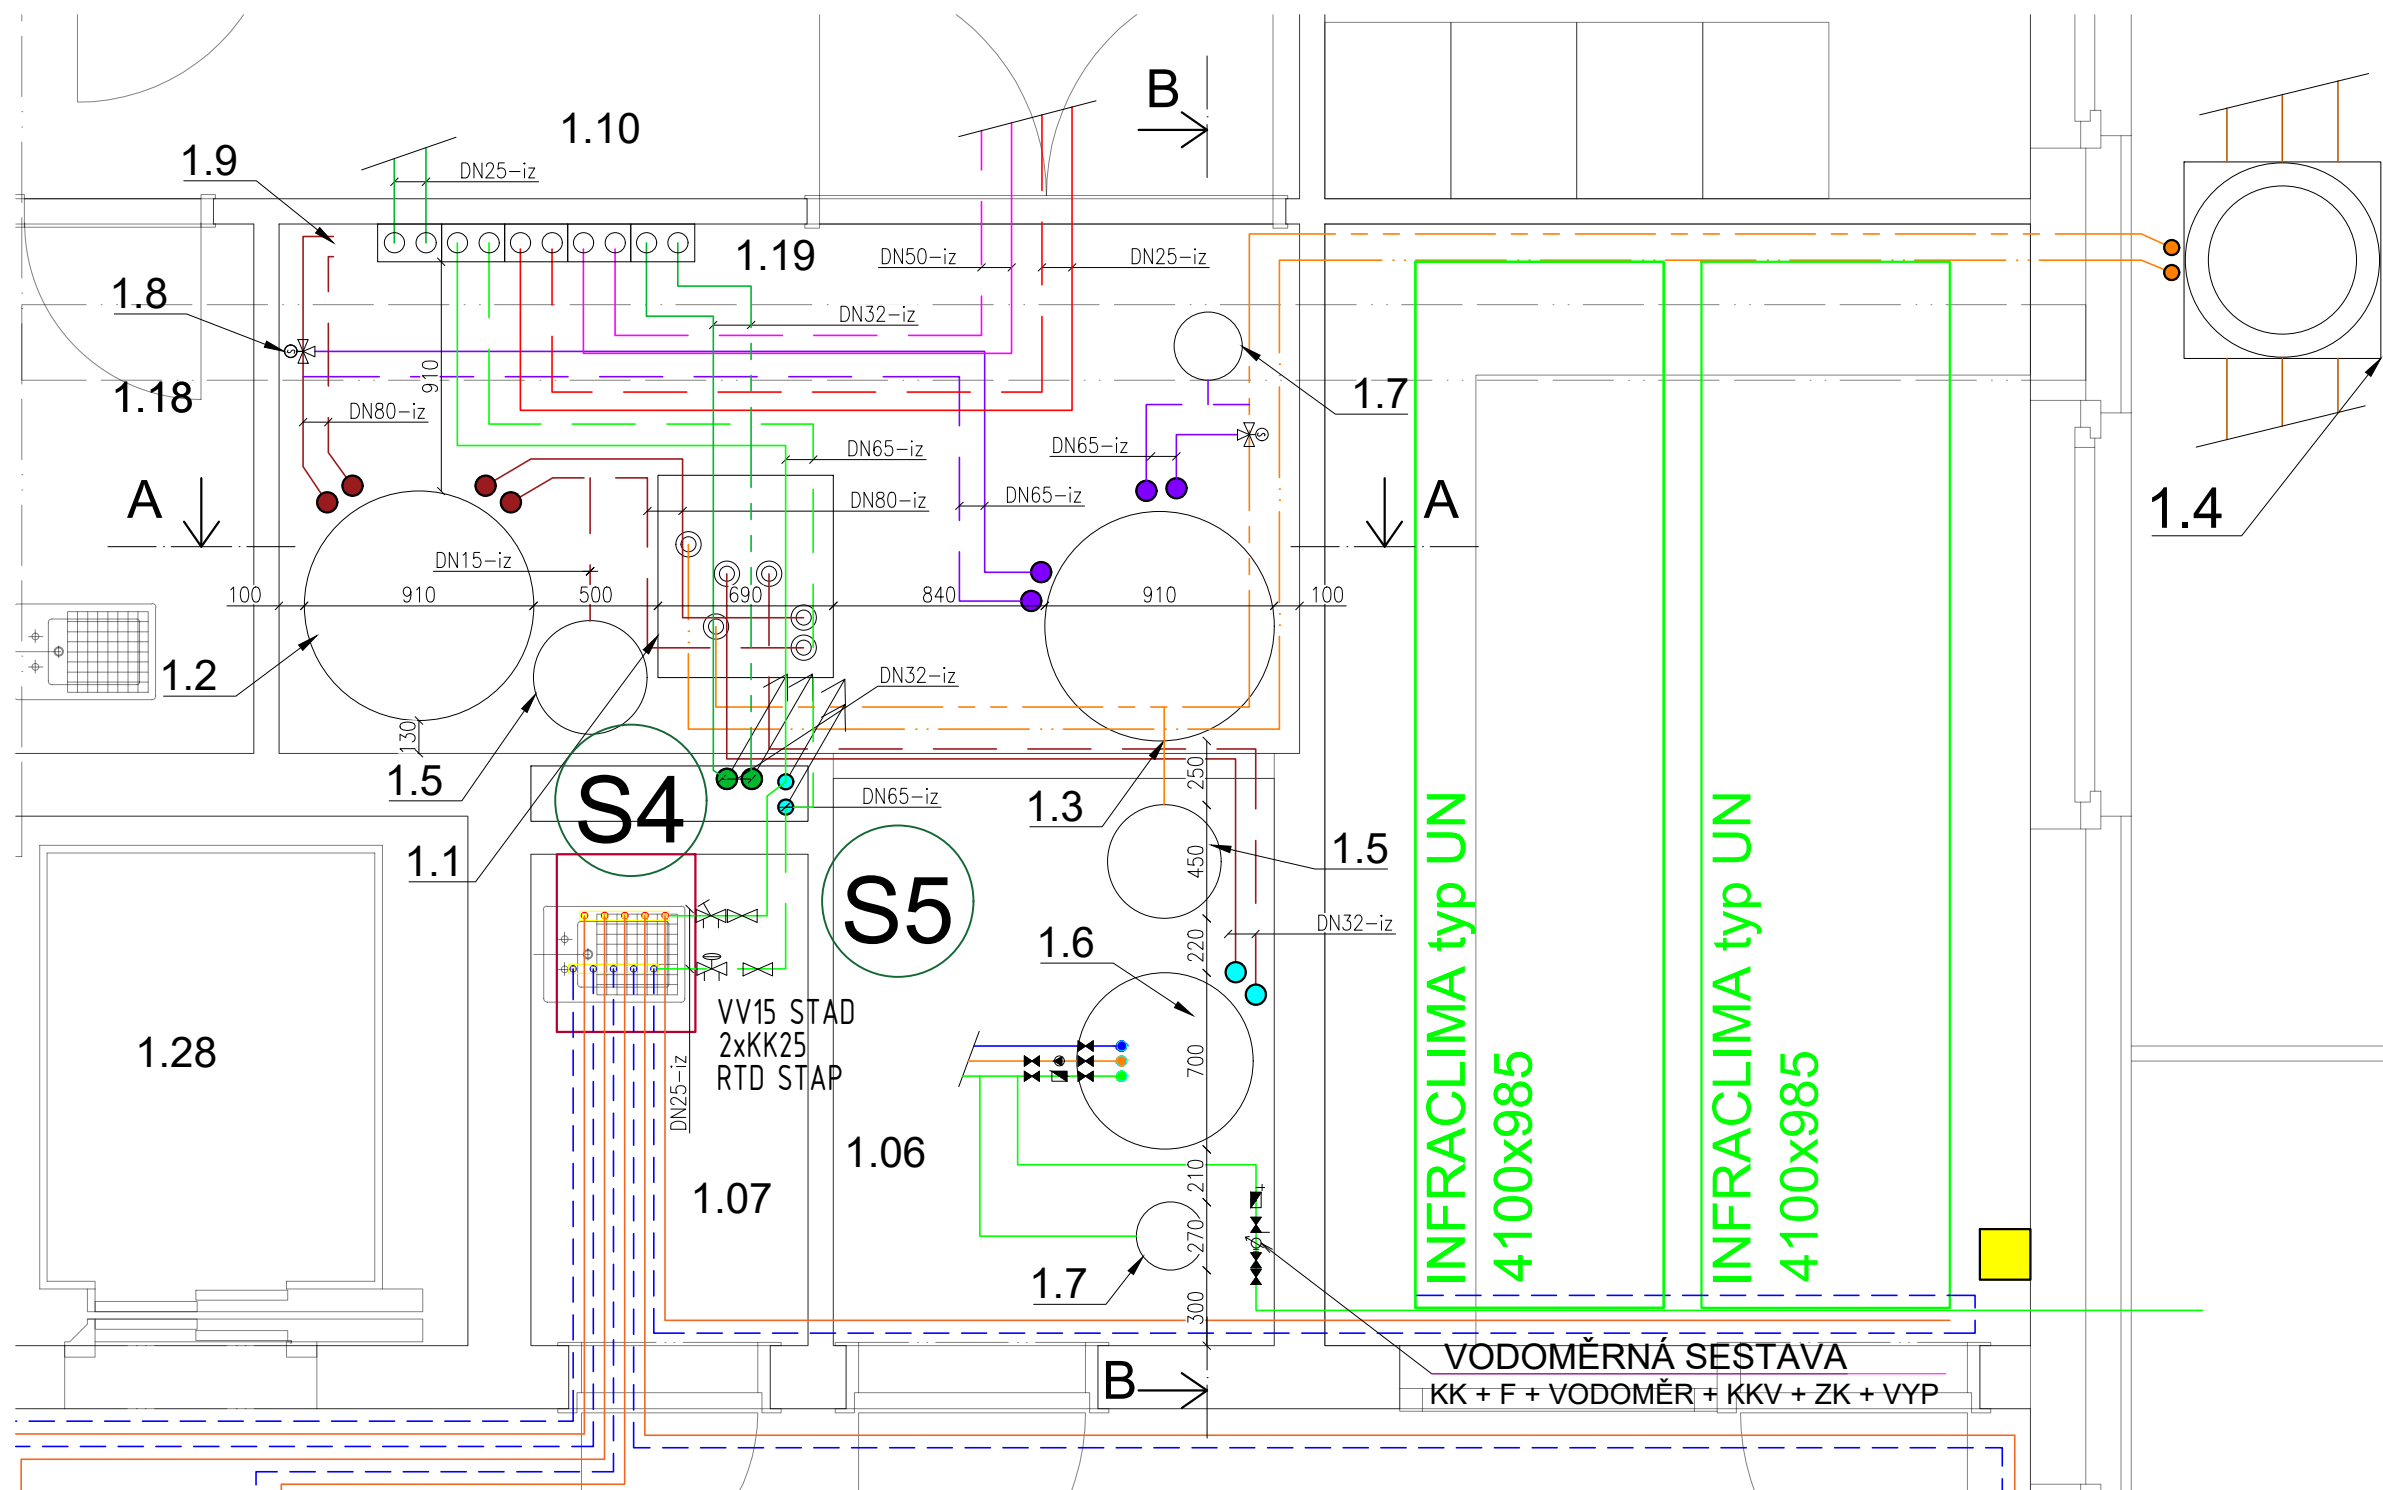 B
1.10
1.9
DN25-iz
1.19
DN50-iz
DN25-iz
1.8
DN32-iz
910
1.18
DN80-iz
1.7
DN65-iz
DN65-iz
A
DN80-iz
DN65-iz
A
1.4
DN15-iz
100
910
500
690
840
910
100
1.2
DN32-iz
130
1.5
S4
DN65-iz
1.3
250
1.1
1.5
450
S5
DN32-iz
1.6
220
VV15 STAD
2xKK25
RTD STAP
DN25-iz
1.28
700
1.06
1.07
210
270
1.7
300
INFRACLIMA typ UN
4100x985
INFRACLIMA typ UN
4100x985
VODOMĚRNÁ SESTAVA
KK + F + VODOMĚR + KKV + ZK + VYP
B